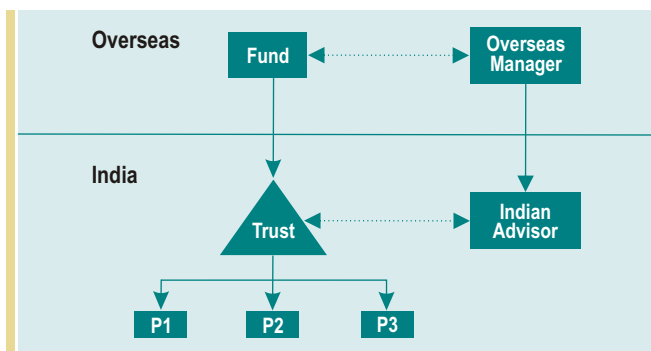 Overseas
Fund
Overseas
Manager
India
Trust
Indian
Advisor
P1
P2
P3